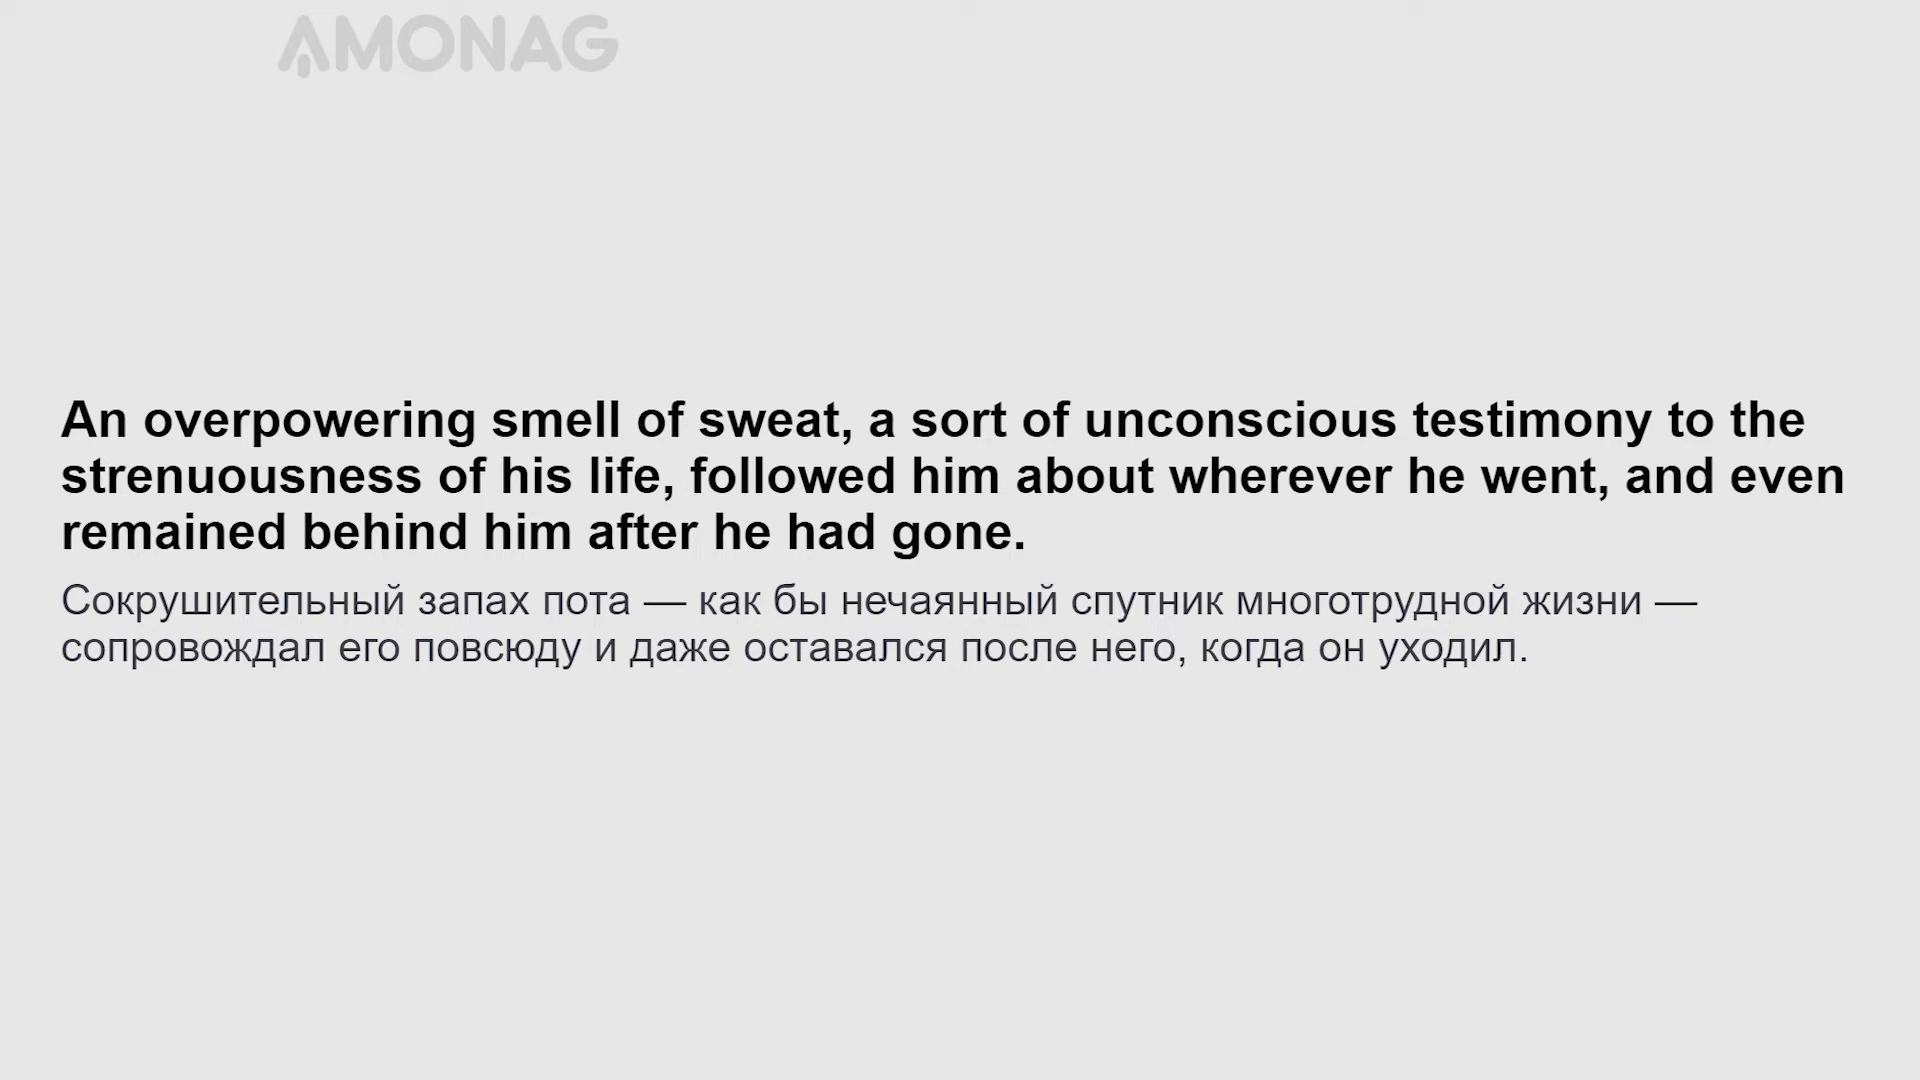 AMONAG
An overpowering smell of sweat, a sort of unconscious testimony to the
strenuousness of his life, followed him about wherever he went, and even
remained behind him after he had gone.
Сокрушительный запах пота — как бы нечаянный спутник многотрудной жизни —
сопровождал его повсюду и даже оставался после него, когда он уходил.